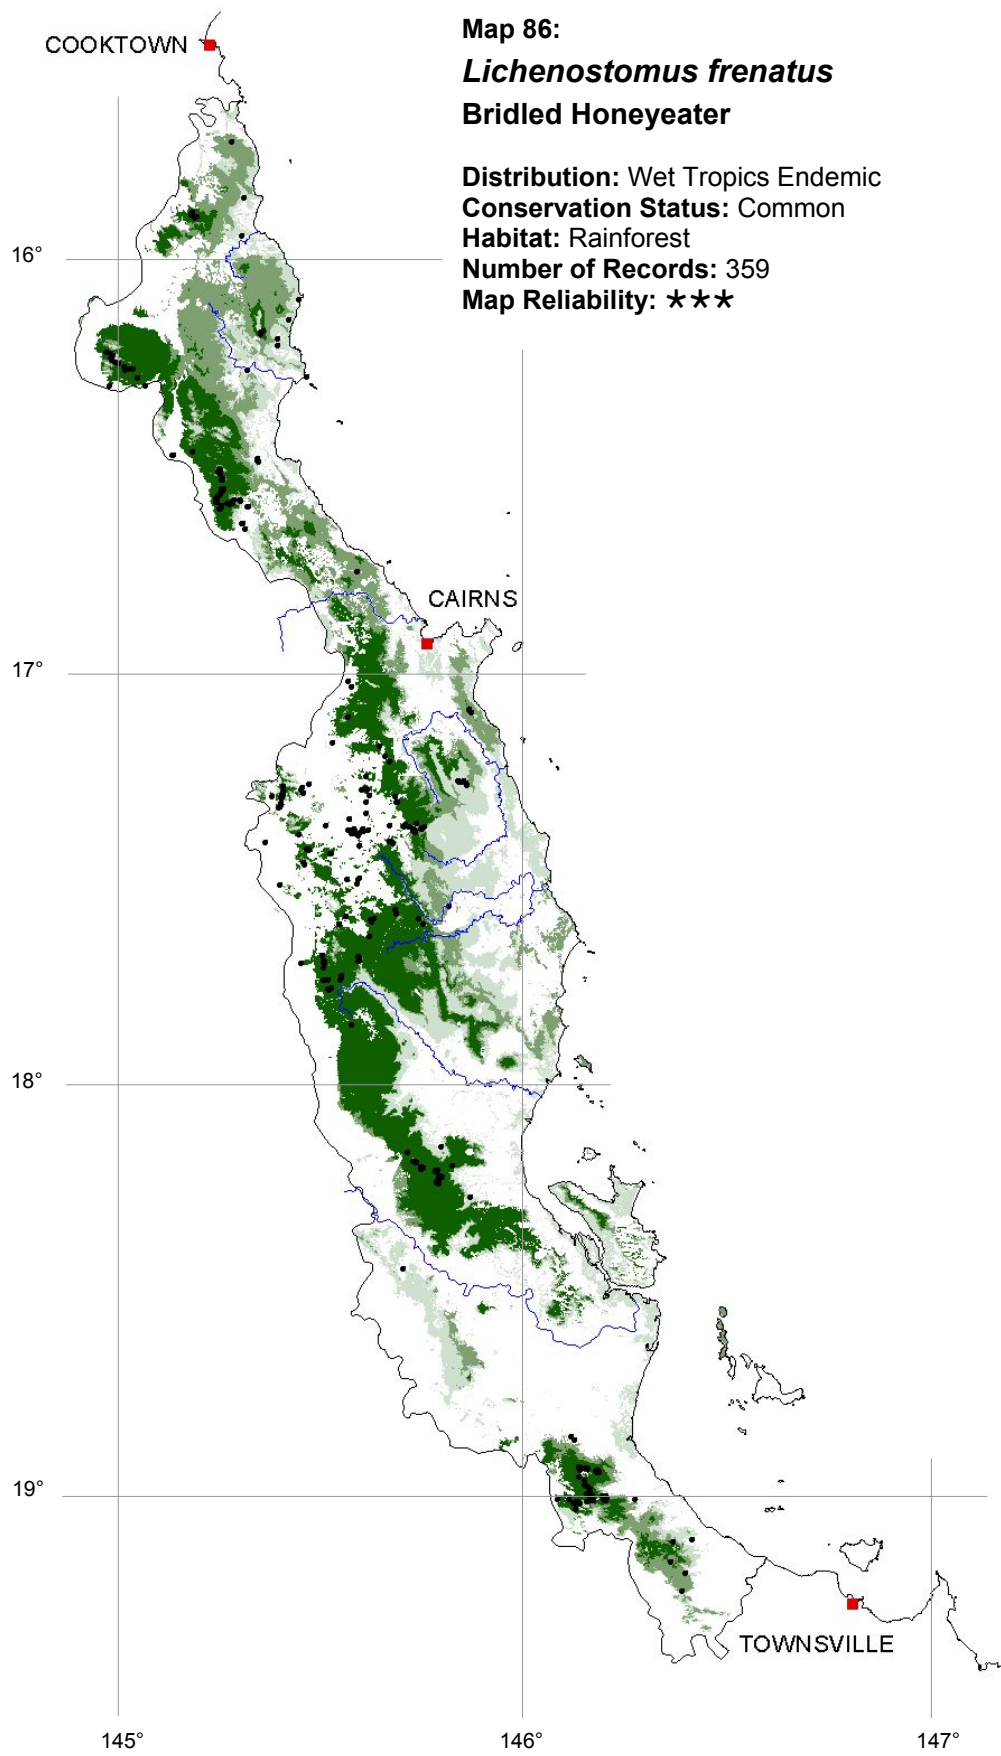 Map 86:
Lichenostomus frenatus
Bridled Honeyeater
Distribution: Wet Tropics Endemic
Conservation Status: Common
Habitat: Rainforest
Number of Records: 359
Map Reliability: ★★★
COOKTOWN
16°
CAIRNS
17°
18°
19°
TOWNSVILLE
145°
146°
147°